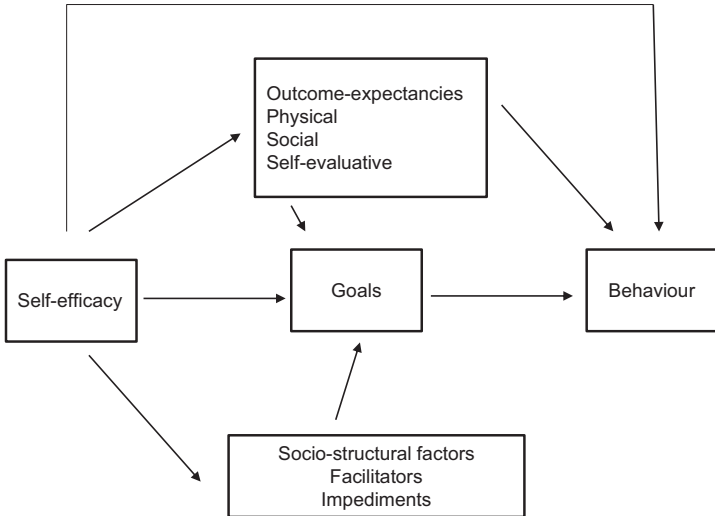 Outcome-expectancies
Physical
Social
Self-evaluative
Self-efficacy
Goals
Behaviour
Socio-structural factors
Facilitators
Impediments